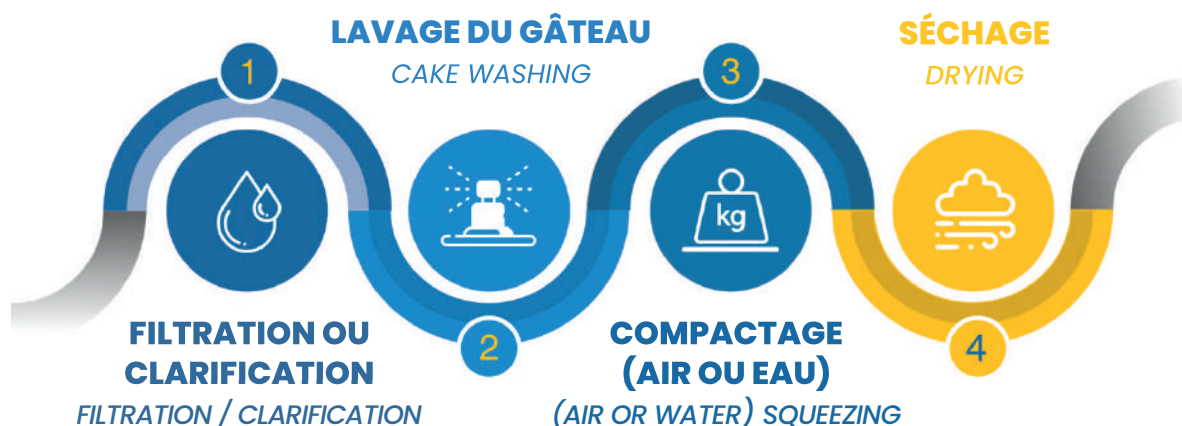 1
FILTRATION OU
CLARIFICATION
FILTRATION / CLARIFICATION
LAVAGE DU GÂTEAU
CAKE WASHING
2
3
kg
COMPACTAGE
(AIR OU EAU)
(AIR OR WATER) SQUEEZING
SÉCHAGE
DRYING
4